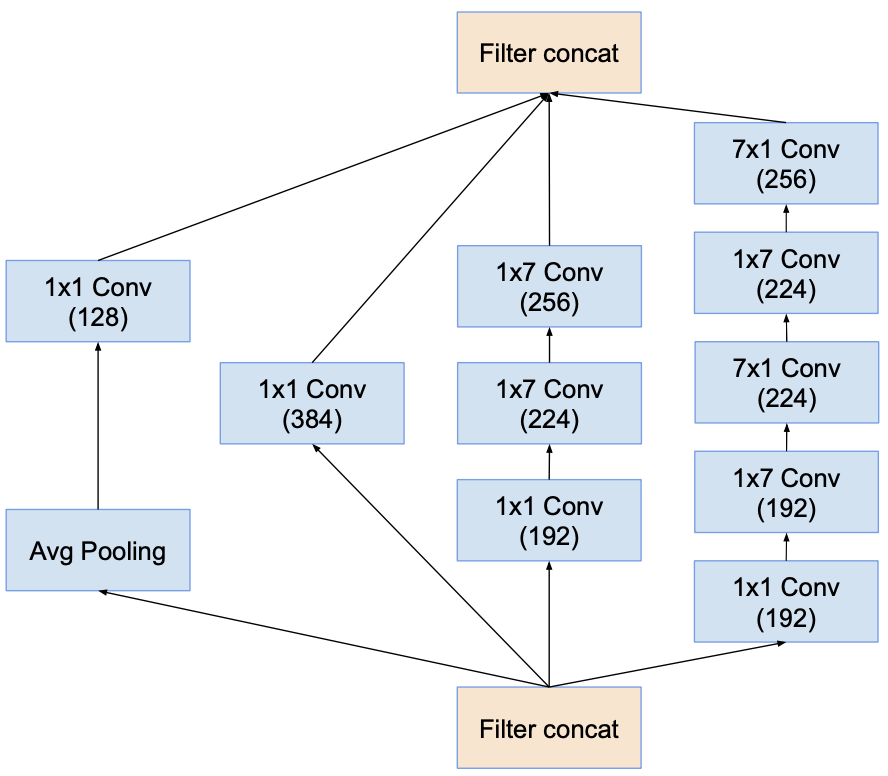 Filter concat
7x1 Conv
(256)
1x7 Conv
(224)
7x1 Conv
(224)
1x7 Conv
(192)
1x1 Conv
(192)
1x7 Conv
(256)
1x7 Conv
(224)
1x1 Conv
(192)
1x1 Conv
(384)
1x1 Conv
(128)
Avg Pooling
Filter concat